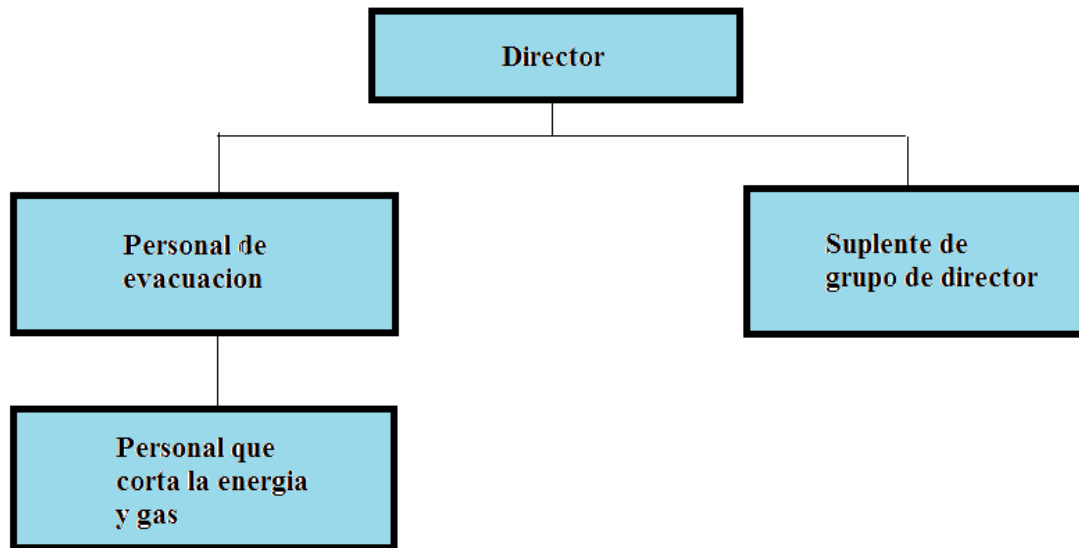 Director
Personal de
evacuacion
Suplente de
grupo de director
Personal que
corta la energia
y gas